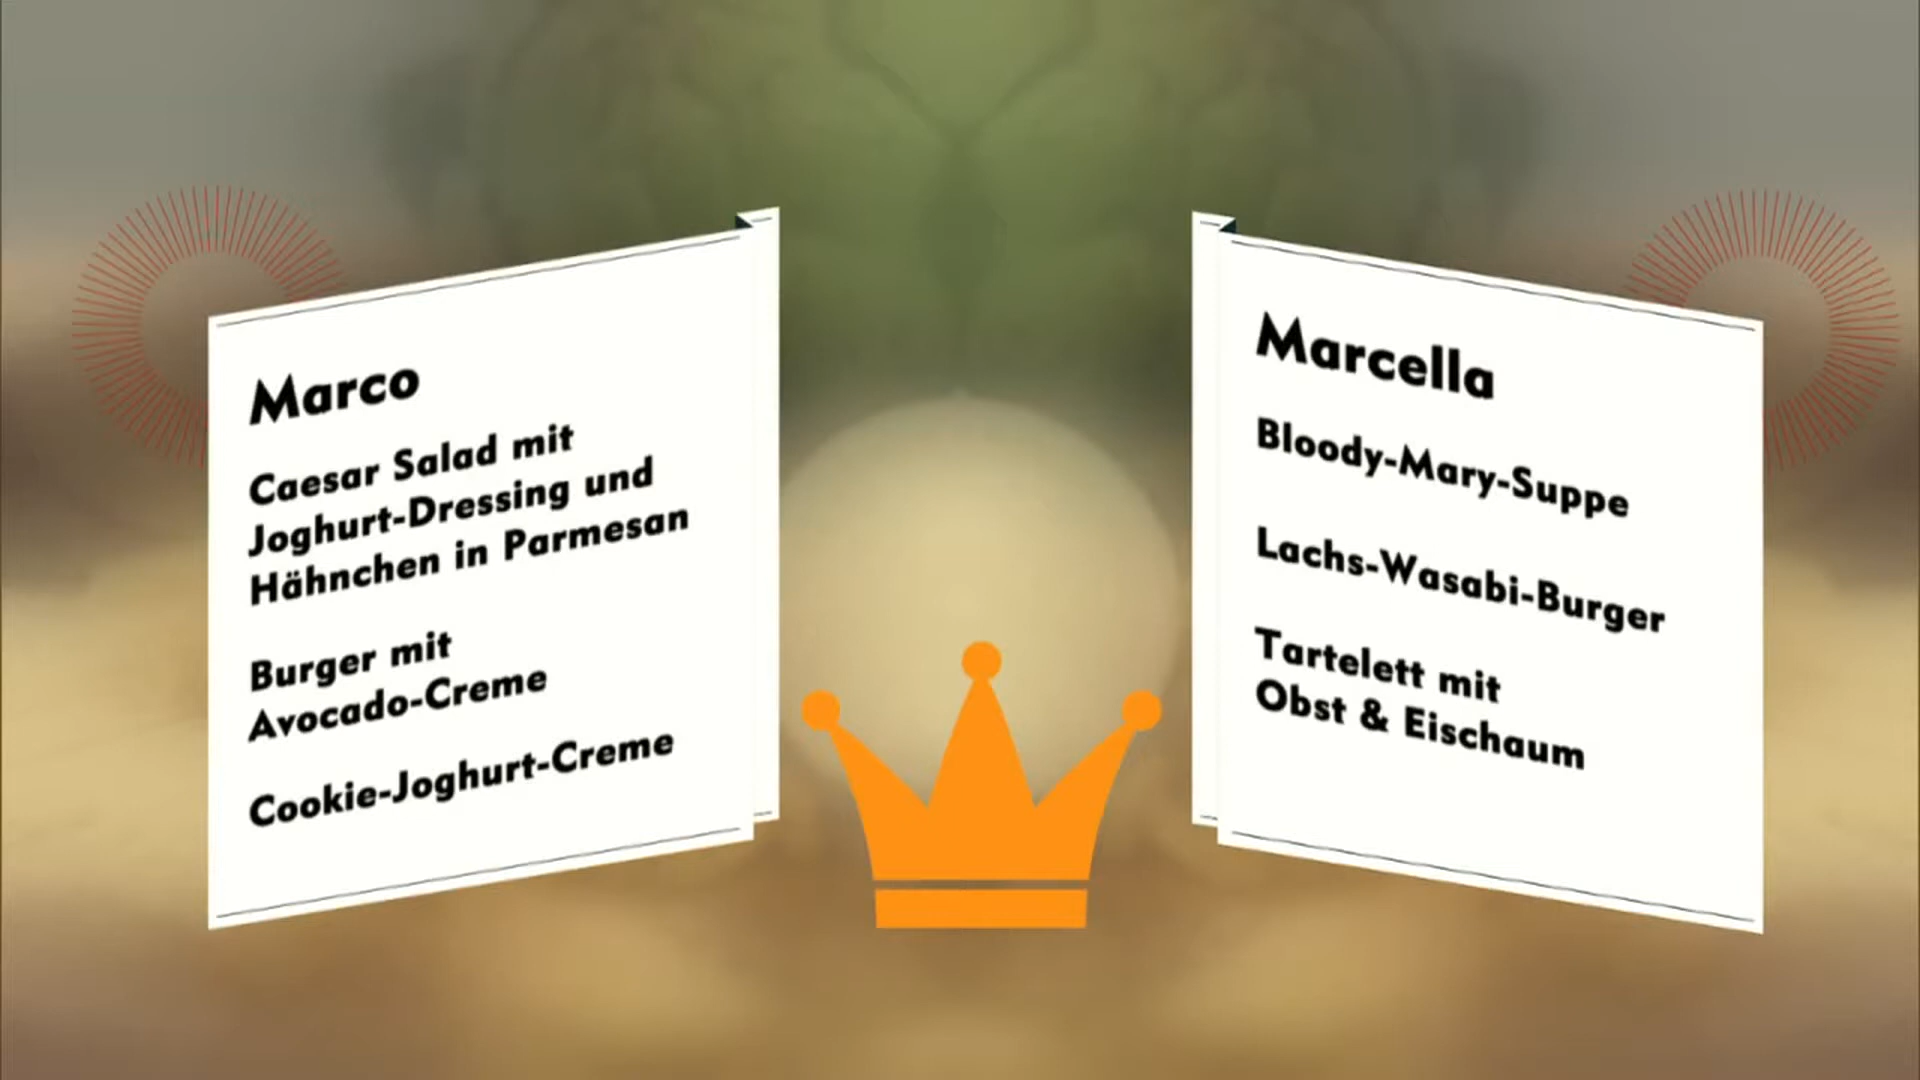 Marco
Caesar Salad mit
Joghurt-Dressing und
Hähnchen in Parmesan
Burger mit
Avocado-Creme
Cookie-Joghurt-Creme
Marcella
Bloody-Mary-Suppe
Lachs-Wasabi-Burger
Tartelett mit
Obst & Eischaum